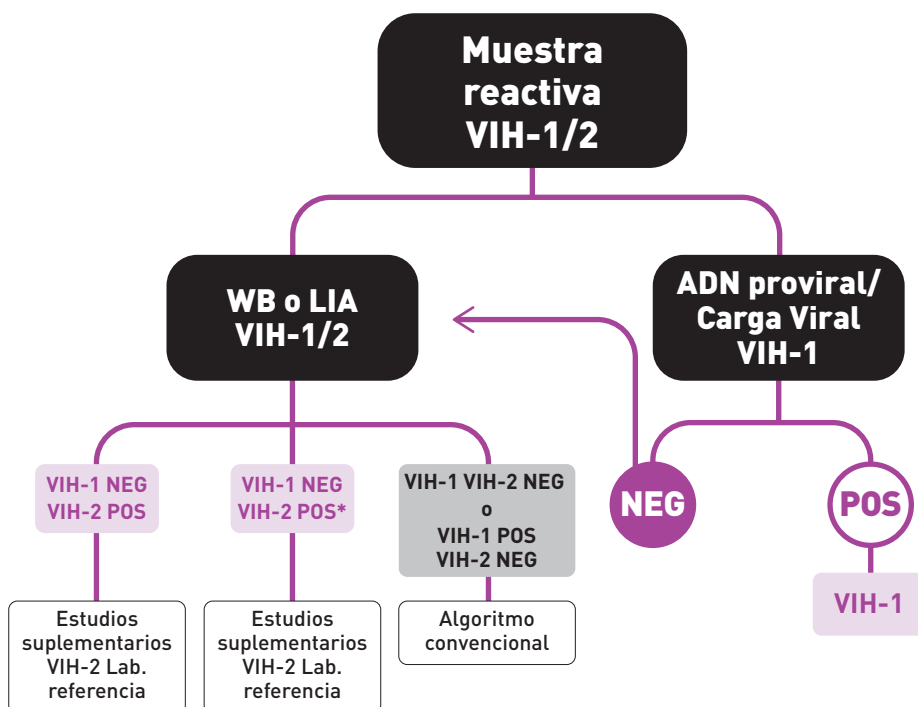 Muestra
reactiva
VIH-1/2
WB o LIA
VIH-1/2
ADN proviral/
Carga Viral
VIH-1
VIH-1 NEG
VIH-2 POS
VIH-1 NEG
VIH-2 POS*
VIH-1 VIH-2 NEG
o
VIH-1 POS
VIH-2 NEG
NEG
POS
VIH-1
Estudios
suplementarios
VIH-2 Lab.
referencia
Estudios
suplementarios
VIH-2 Lab.
referencia
Algoritmo
convencional